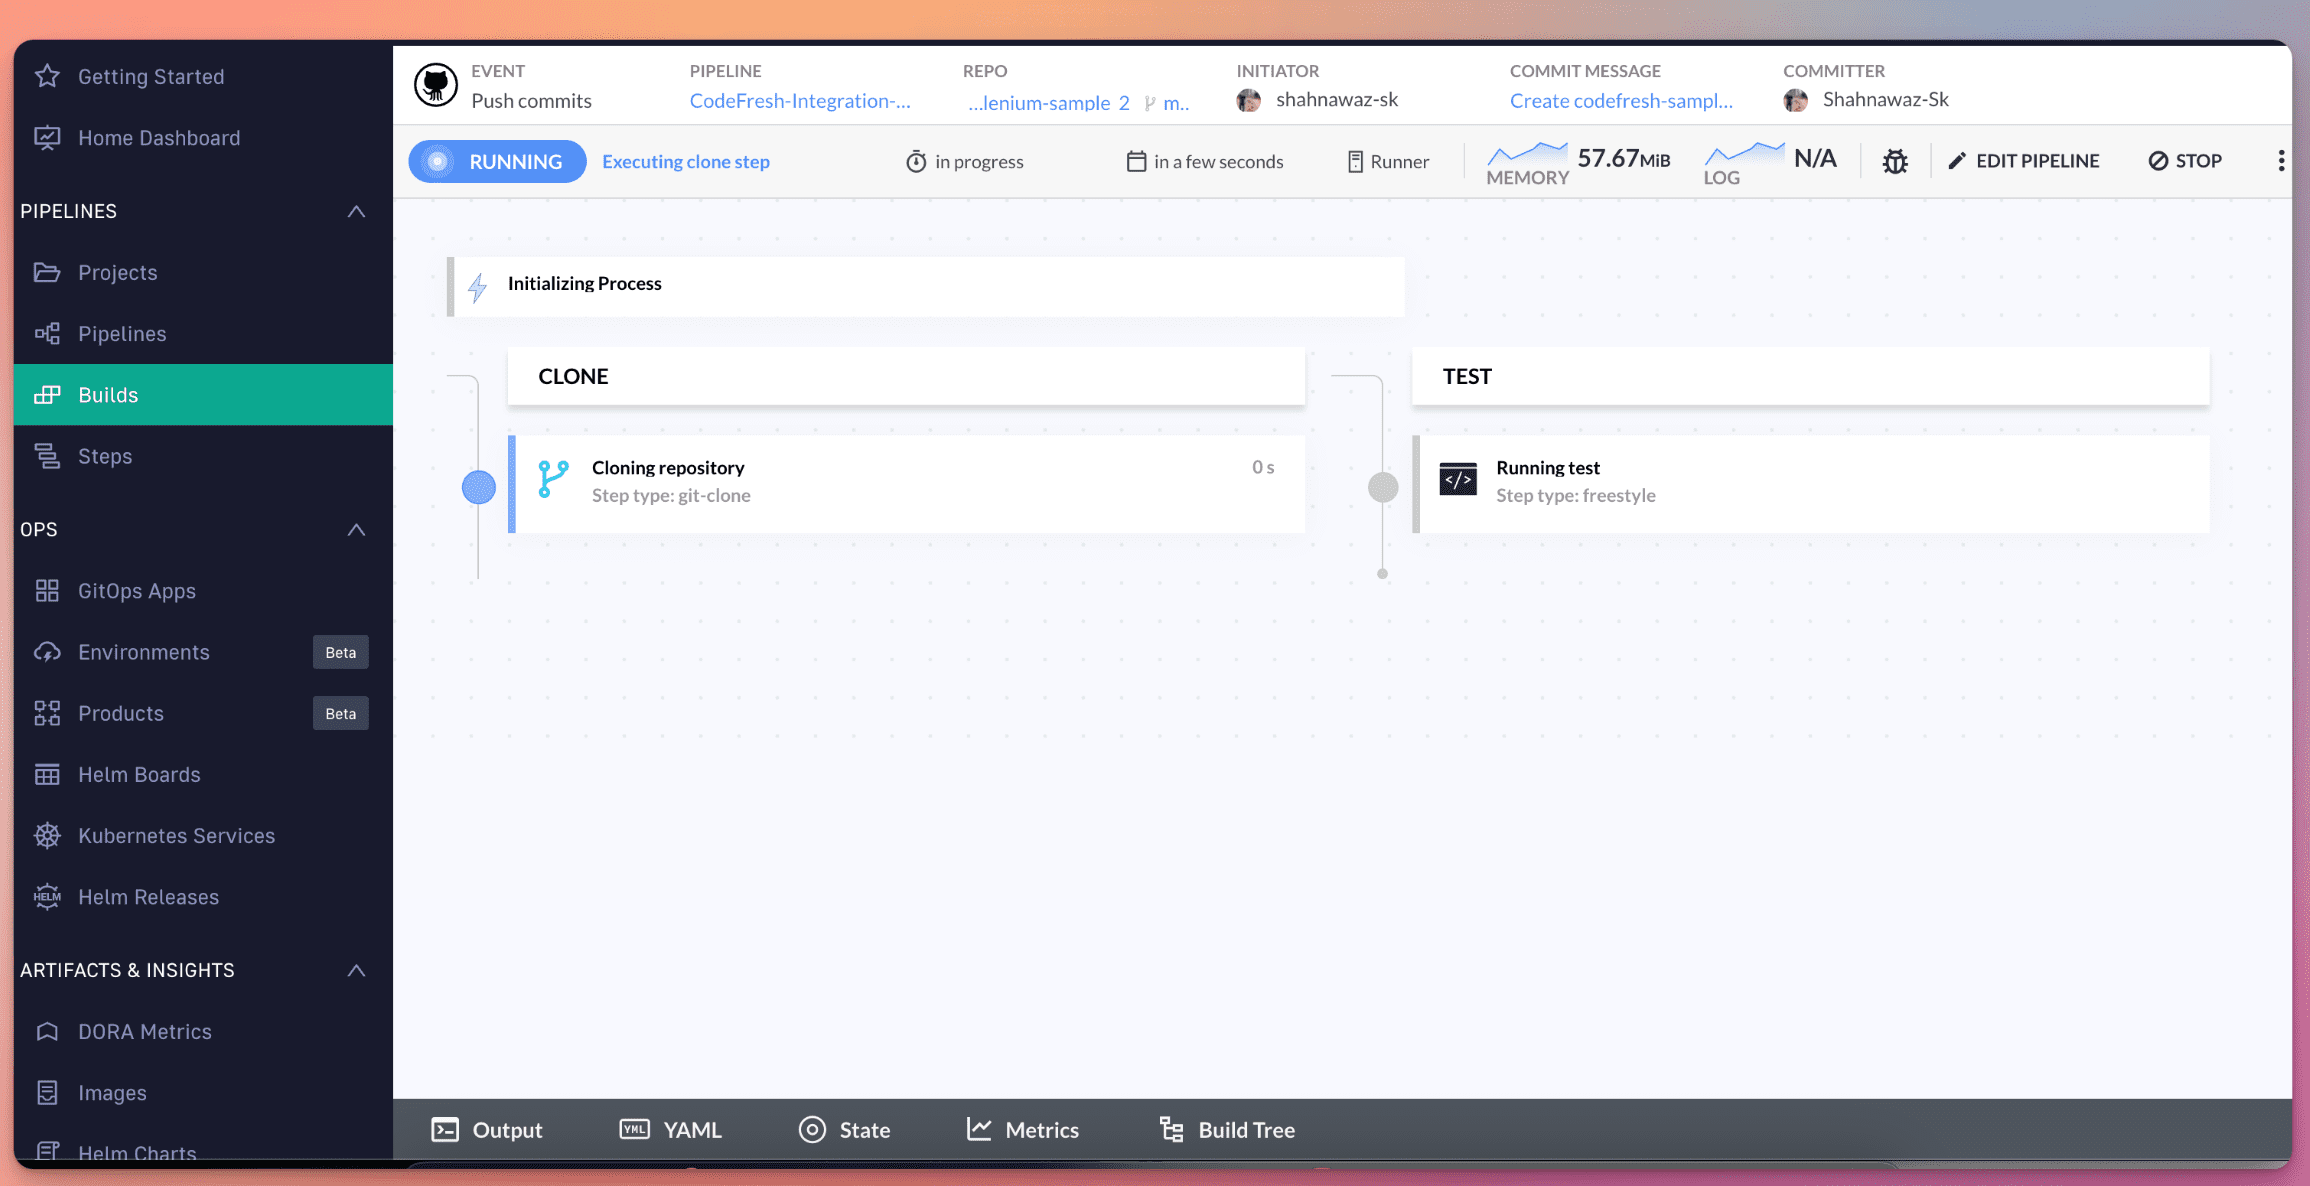 Getting Started
Home Dashboard
PIPELINES
Projects
Pipelines
Builds
Steps
OPS
GitOps Apps
Environments Beta
Products Beta
Helm Boards
Kubernetes Services
HELM Helm Releases
ARTIFACTS & INSIGHTS
DORA Metrics
Images
Helm Charts
EVENT PIPELINE REPO INITIATOR COMMIT MESSAGE COMMITTER
Push commits CodeFresh-Integration-... ...lenium-sample 2 m.. shahnawaz-sk Create codefresh-sampl... Shahnawaz-Sk
RUNNING Executing clone step in progress in a few seconds Runner MEMORY 57.67MiB LOG N/A EDIT PIPELINE STOP
Initializing Process
CLONE
Cloning repository 0 s
Step type: git-clone
TEST
</> Running test
Step type: freestyle
Output YML YAML State Metrics Build Tree